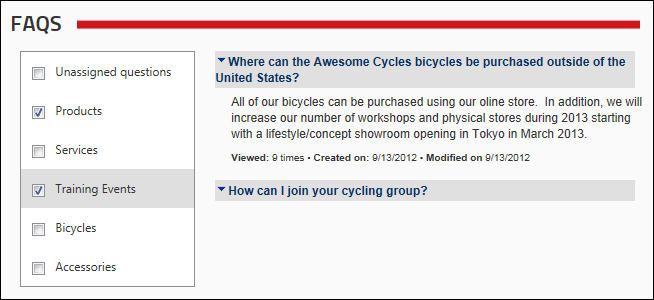 FAQS
Unassigned questions
Products
Services
Training Events
Bicycles
Accessories
Where can the Awesome Cycles bicycles be purchased outside of the
United States?
All of our bicycles can be purchased using our oline store.  In addition, we will
increase our number of workshops and physical stores during 2013 starting
with a lifestyle/concept showroom opening in Tokyo in March 2013.
Viewed: 9 times • Created on: 9/13/2012 • Modified on 9/13/2012
How can I join your cycling group?